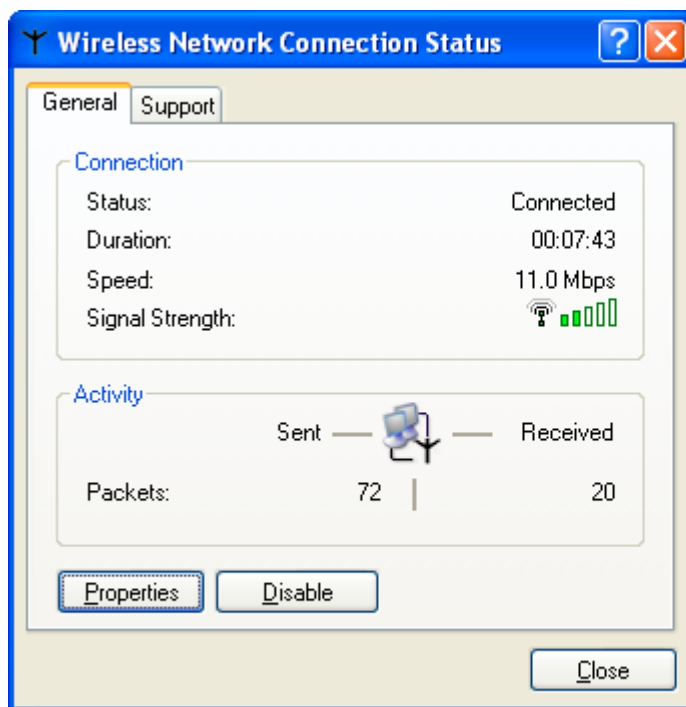 Wireless Network Connection Status
General Support
Connection
Status: Connected
Duration: 00:07:43
Speed: 11.0 Mbps
Signal Strength:
Activity
Sent Received
Packets: 72 20
Properties Disable
Close